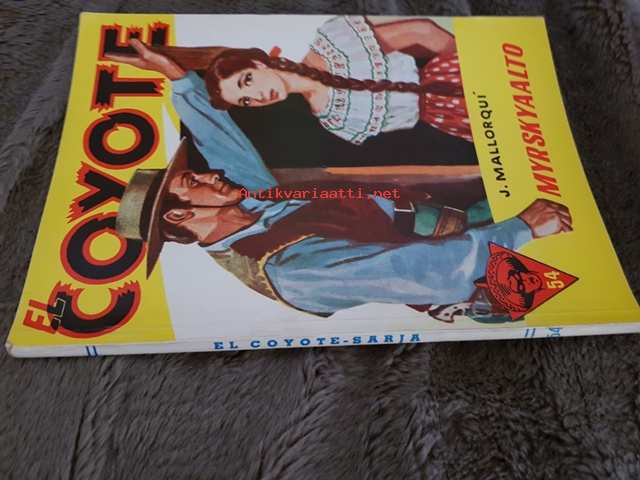 EL
COYOTE
J. MALLORQUÍ
MYRSKYAALTO
54
EL COYOTE-SARJA
54
Antikvariaatti.net